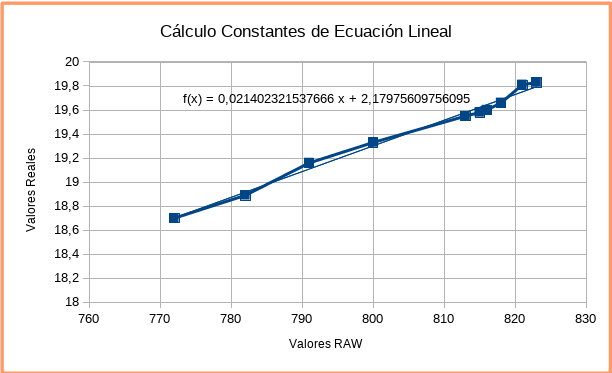 Cálculo Constantes de Ecuación Lineal
20
19,8
f(x) = 0,021402321537666 x + 2,17975609756095
19,6
19,4
19,2
19
18,8
18,6
18,4
18,2
18
Valores Reales
760 770 780 790 800 810 820 830
Valores RAW